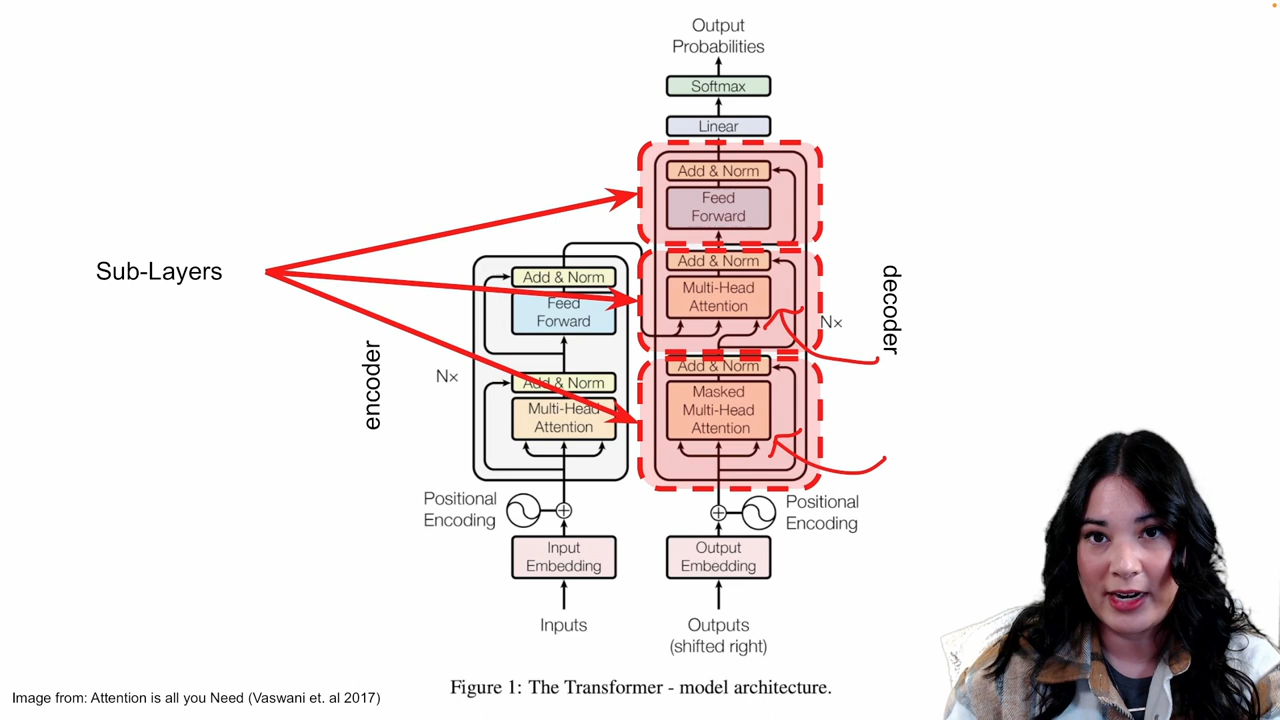 Output
Probabilities
Softmax
Linear
Add & Norm
Feed
Forward
Add & Norm
Multi-Head
Attention
Nx
decoder
Add & Norm
Masked
Multi-Head
Attention
Sub-Layers
Add & Norm
Feed
Forward
encoder
Nx
Add & Norm
Multi-Head
Attention
Positional
Encoding
Positional
Encoding
Input
Embedding
Output
Embedding
Inputs
Outputs
(shifted right)
Figure 1: The Transformer - model architecture.
Image from: Attention is all you Need (Vaswani et. al 2017)